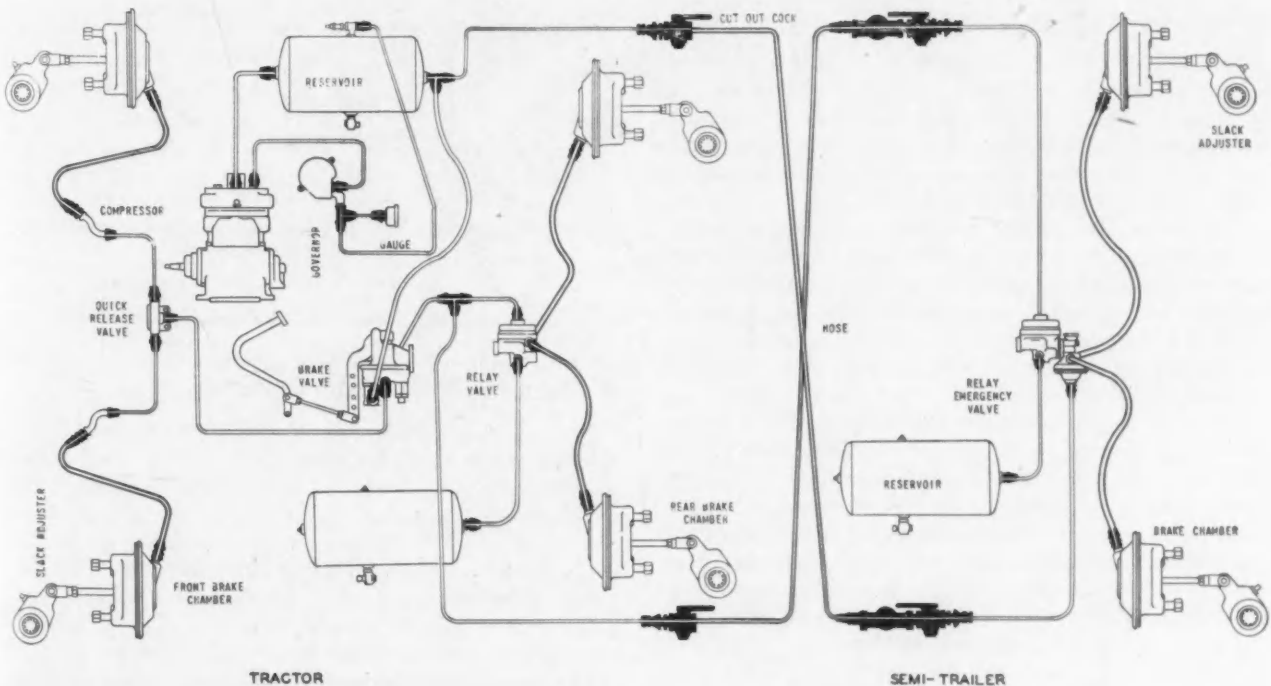 CUT OUT COCK
RESERVOIR
SLACK
ADJUSTER
COMPRESSOR
GOVERNOR
GAUGE
QUICK
RELEASE
VALVE
BRAKE
VALVE
RELAY
VALVE
HOSE
RELAY
EMERGENCY
VALVE
RESERVOIR
SLACK ADJUSTER
REAR BRAKE
CHAMBER
BRAKE CHAMBER
FRONT BRAKE
CHAMBER
TRACTOR
SEMI-TRAILER